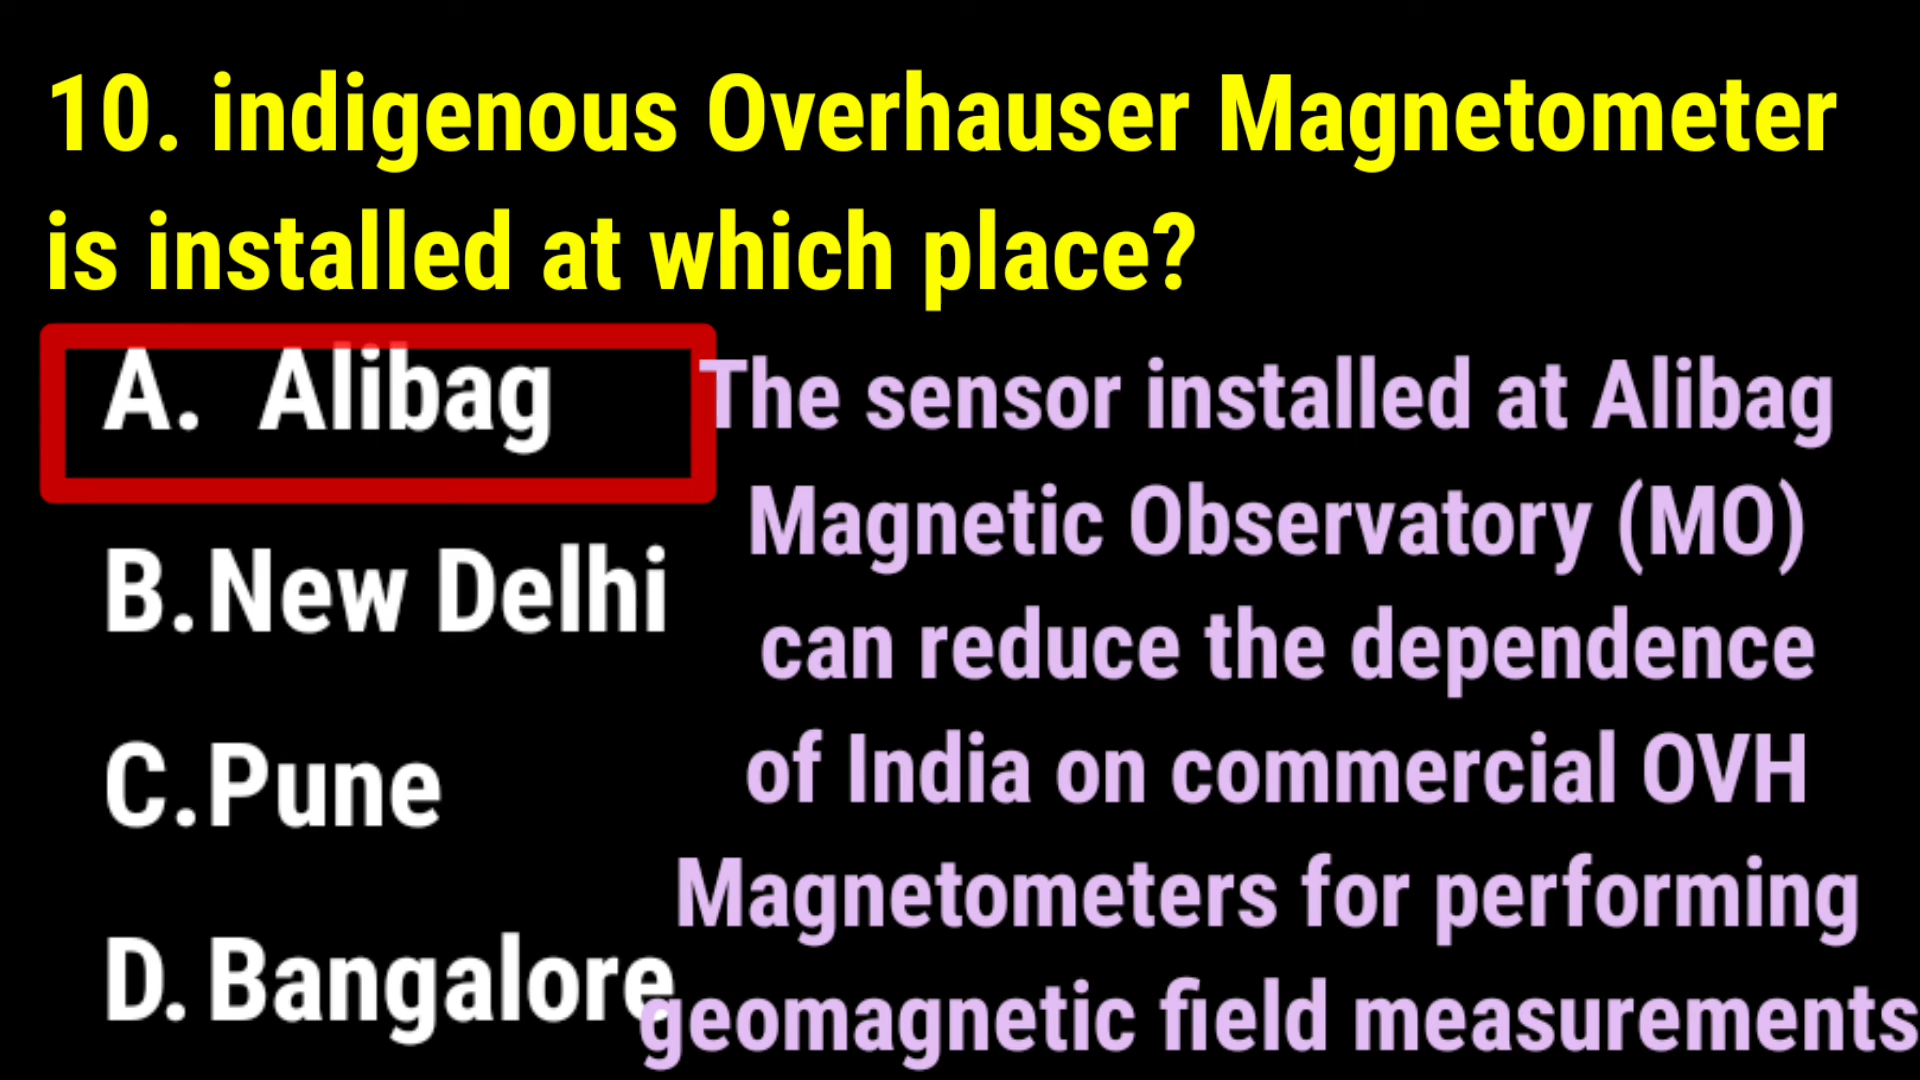 10. indigenous Overhauser Magnetometer
is installed at which place?
A. Alibag
B. New Delhi
C. Pune
D. Bangalore
The sensor installed at Alibag
Magnetic Observatory (MO)
can reduce the dependence
of India on commercial OVH
Magnetometers for performing
geomagnetic field measurements